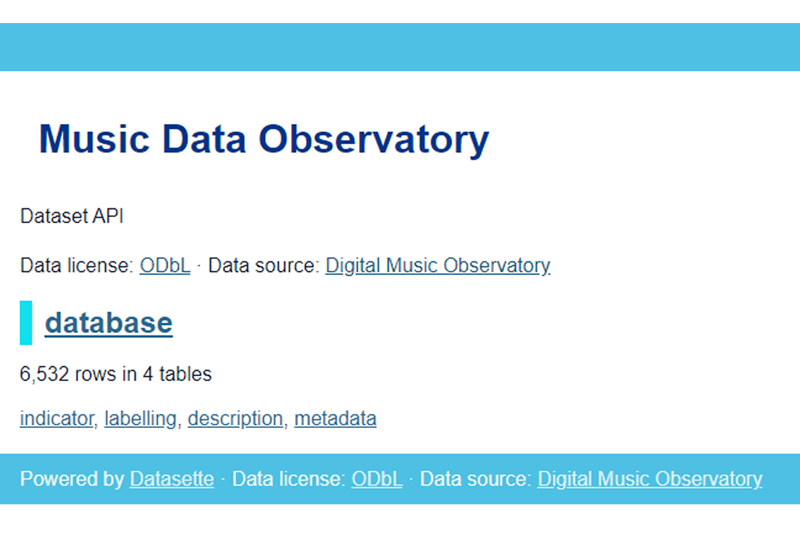 Music Data Observatory
Dataset API
Data license: ODbL · Data source: Digital Music Observatory
database
6,532 rows in 4 tables
indicator, labelling, description, metadata
Powered by Datasette · Data license: ODbL · Data source: Digital Music Observatory